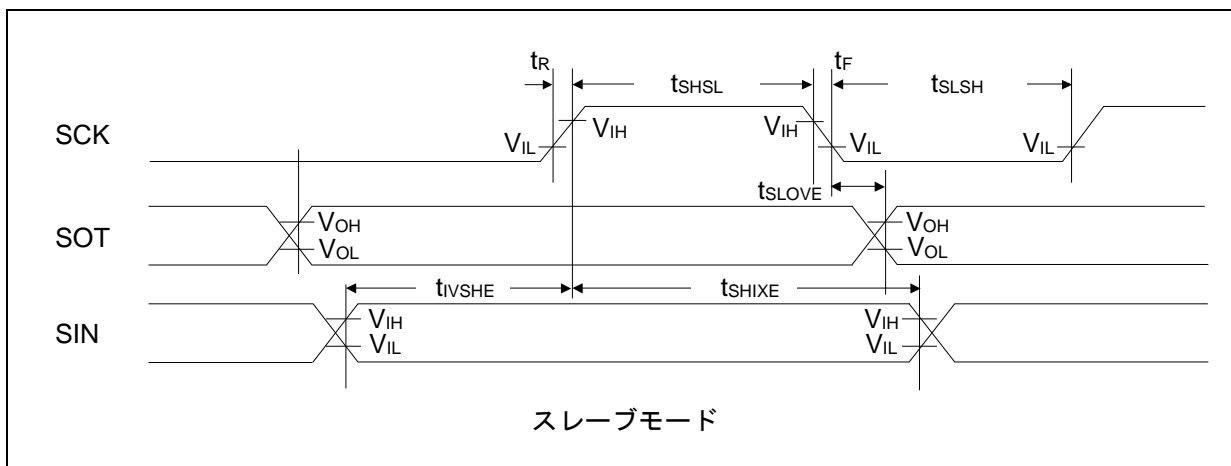 tR tSHSL tF tSLSH
SCK
VIL VIH VIH VIL VIL
tSLOVE
SOT
VOH VOH
VOL VOL
tIVSHE tSHIXE
SIN
VIH VIH
VIL VIL
スレーブモード